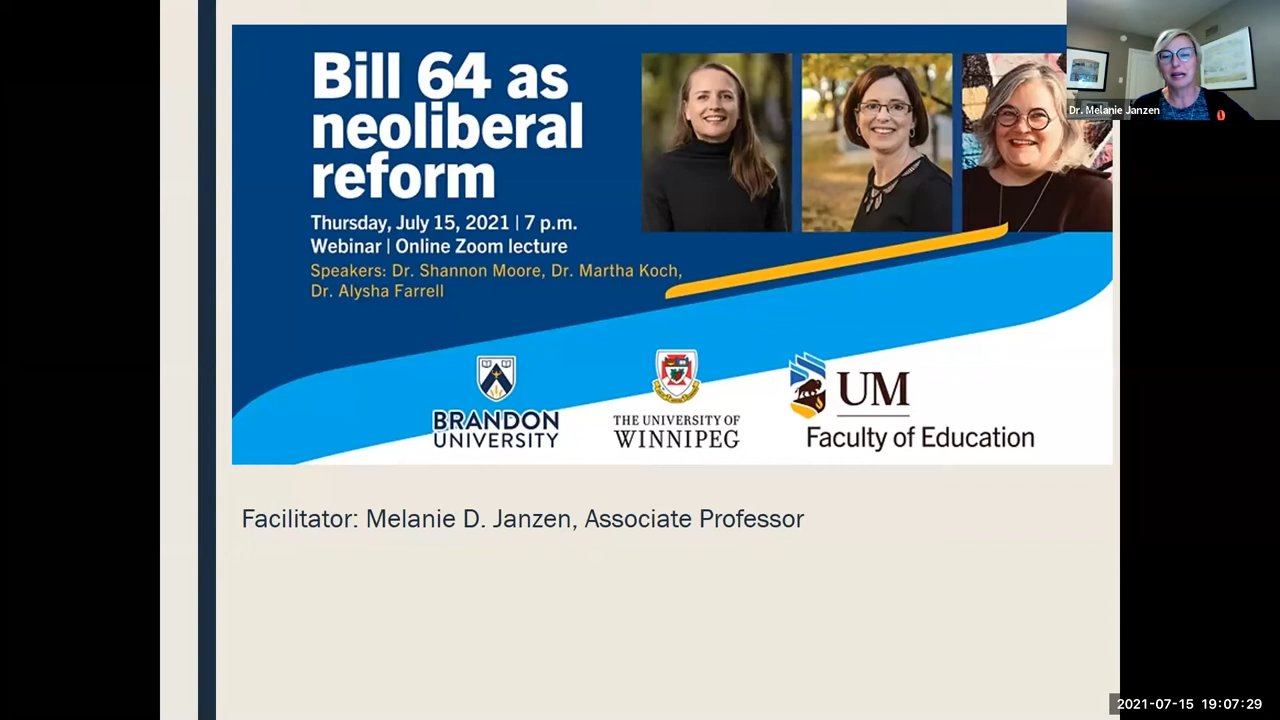 Bill 64 as
neoliberal
reform
Thursday, July 15, 2021 | 7 p.m.
Webinar | Online Zoom lecture
Speakers: Dr. Shannon Moore, Dr. Martha Koch,
Dr. Alysha Farrell
Dr. Melanie Janzen
BRANDON
UNIVERSITY
THE UNIVERSITY OF
WINNIPEG
UM
Faculty of Education
Facilitator: Melanie D. Janzen, Associate Professor
2021-07-15 19:07:29